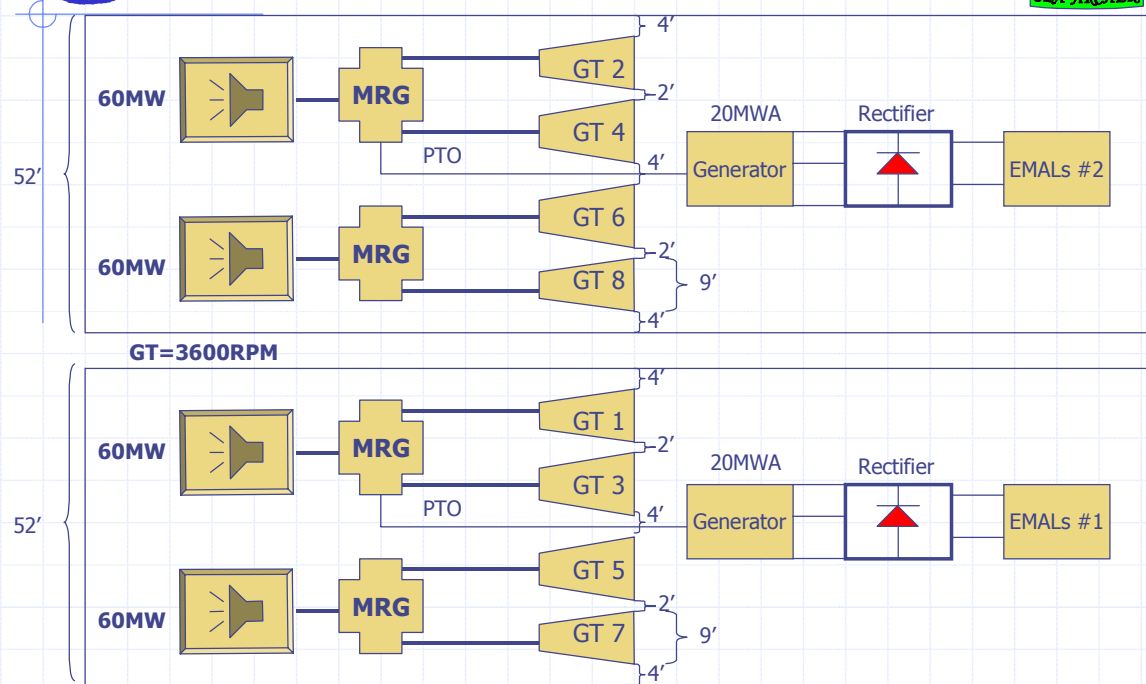 4’
GT 2
MRG
60MW
2’
20MWA
Rectifier
GT 4
PTO
4’
Generator
EMALs #2
52’
GT 6
MRG
2’
60MW
GT 8
9’
4’
GT=3600RPM
4’
GT 1
MRG
60MW
2’
20MWA
Rectifier
GT 3
PTO
4’
Generator
EMALs #1
52’
GT 5
MRG
2’
60MW
GT 7
9’
4’